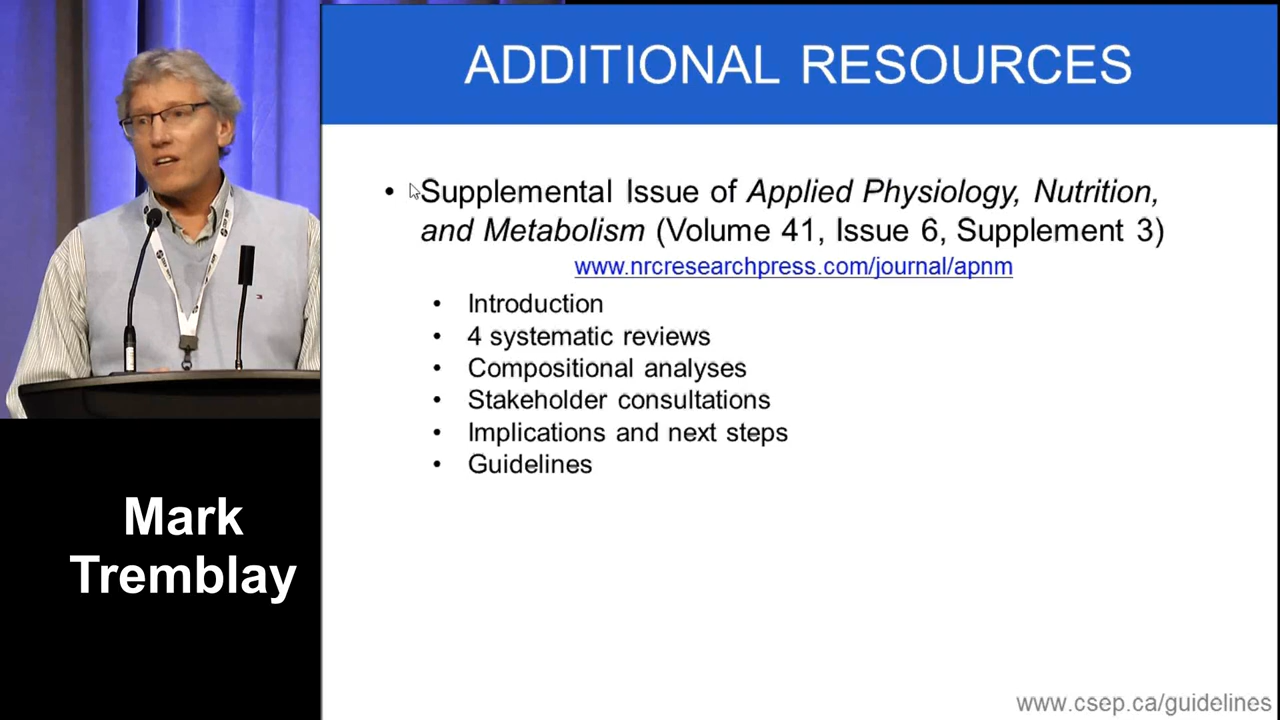 ADDITIONAL RESOURCES
• Supplemental Issue of Applied Physiology, Nutrition,
and Metabolism (Volume 41, Issue 6, Supplement 3)
www.nrcresearchpress.com/journal/apnm
• Introduction
• 4 systematic reviews
• Compositional analyses
• Stakeholder consultations
• Implications and next steps
• Guidelines
Mark
Tremblay
www.csep.ca/guidelines